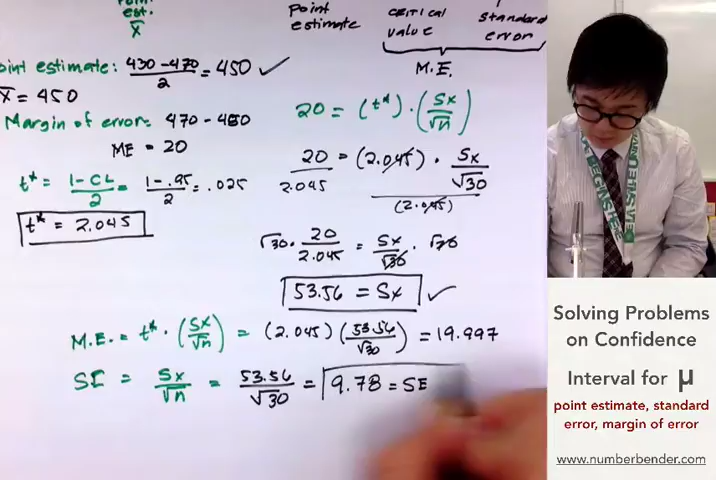 point
est.
x̄
point
estimate
critical
value
standard
error
M.E.
oint estimate: (430 - 470)/2 = 450 ✓
x̄ = 450
Margin of error: 470 - 450
ME = 20
t* = (1-CL)/2 = (1-.95)/2 = .025
t* = 2.045
20 = (t*) · (Sx/√n)
20/2.045 = (2.045) · Sx/√30
(2.045)
√30 · 20/2.045 = Sx/√30 · √30
53.56 = Sx ✓
M.E. = t* · (Sx/√n) = (2.045)(53.56/√30) = 19.997
SE = Sx/√n = 53.56/√30 = 9.78 = SE
Solving Problems
on Confidence
Interval for μ
point estimate, standard
error, margin of error
www.numberbender.com